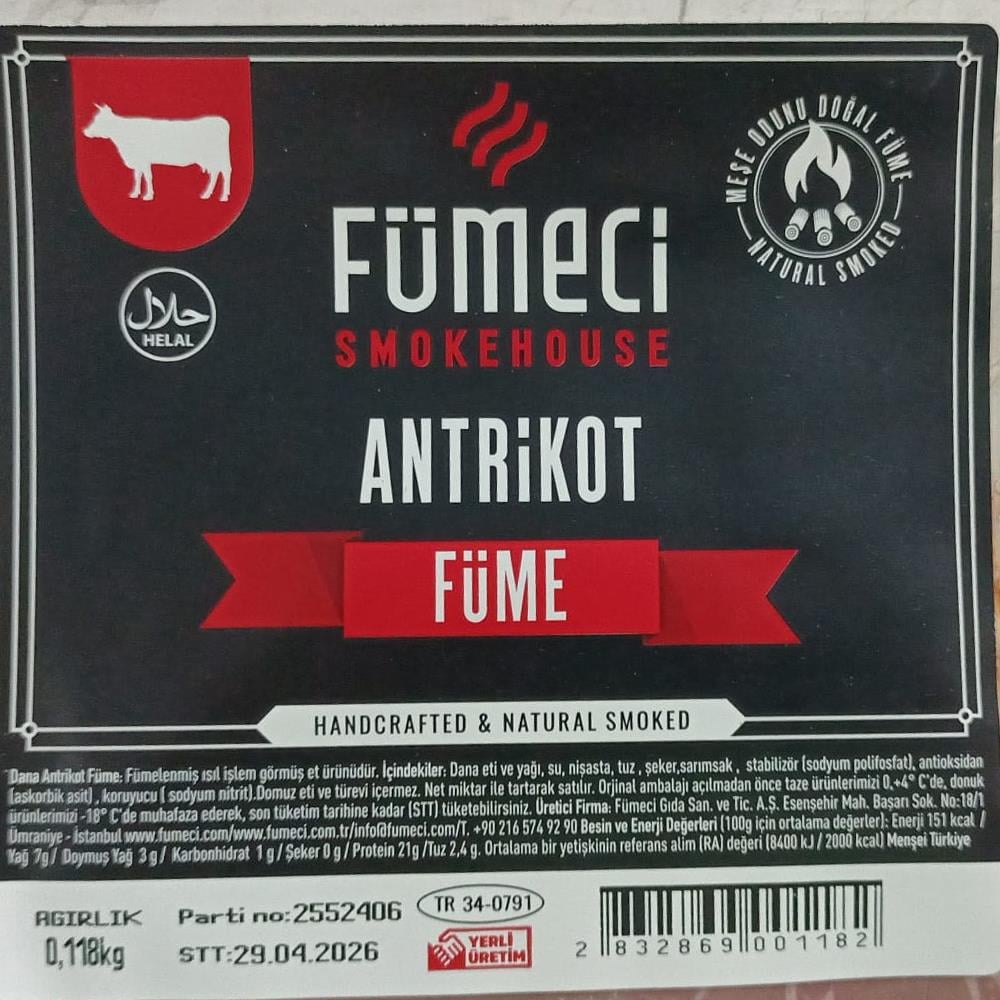 MEŞE ODUNU DOĞAL FÜME
NATURAL SMOKED
FÜMECİ
SMOKEHOUSE
حلال
HELAL
ANTRİKOT
FÜME
HANDCRAFTED & NATURAL SMOKED
Dana Antrikot Füme: Fümelenmiş ısıl işlem görmüş et ürünüdür. İçindekiler: Dana eti ve yağı, su, nişasta, tuz , şeker,sarımsak , stabilizör (sodyum polifosfat), antioksidan
(askorbik asit) , koruyucu ( sodyum nitrit).Domuz eti ve türevi içermez. Net miktar ile tartarak satılır. Orjinal ambalajı açılmadan önce taze ürünlerimizi 0,+4° C'de, donuk
ürünlerimizi -18° C'de muhafaza ederek, son tüketim tarihine kadar (STT) tüketebilirsiniz. Üretici Firma: Fümeci Gıda San. ve Tic. A.Ş. Esenşehir Mah. Başarı Sok. No:18/1
Ümraniye - İstanbul www.fumeci.com/www.fumeci.com.tr/info@fumeci.com/T. +90 216 574 92 90 Besin ve Enerji Değerleri (100g için ortalama değerler): Enerji 151 kcal /
Yağ 7g/ Doymuş Yağ 3 g/ Karbonhidrat 1 g/ Şeker 0 g/ Protein 21g /Tuz 2,4 g. Ortalama bir yetişkinin referans alim (RA) değeri (8400 kJ / 2000 kcal) Menşei Türkiye
AGIRLIK
0,118kg
Parti no:2552406
STT:29.04.2026
TR 34-0791
YERLİ
ÜRETİM
2 832869 001182